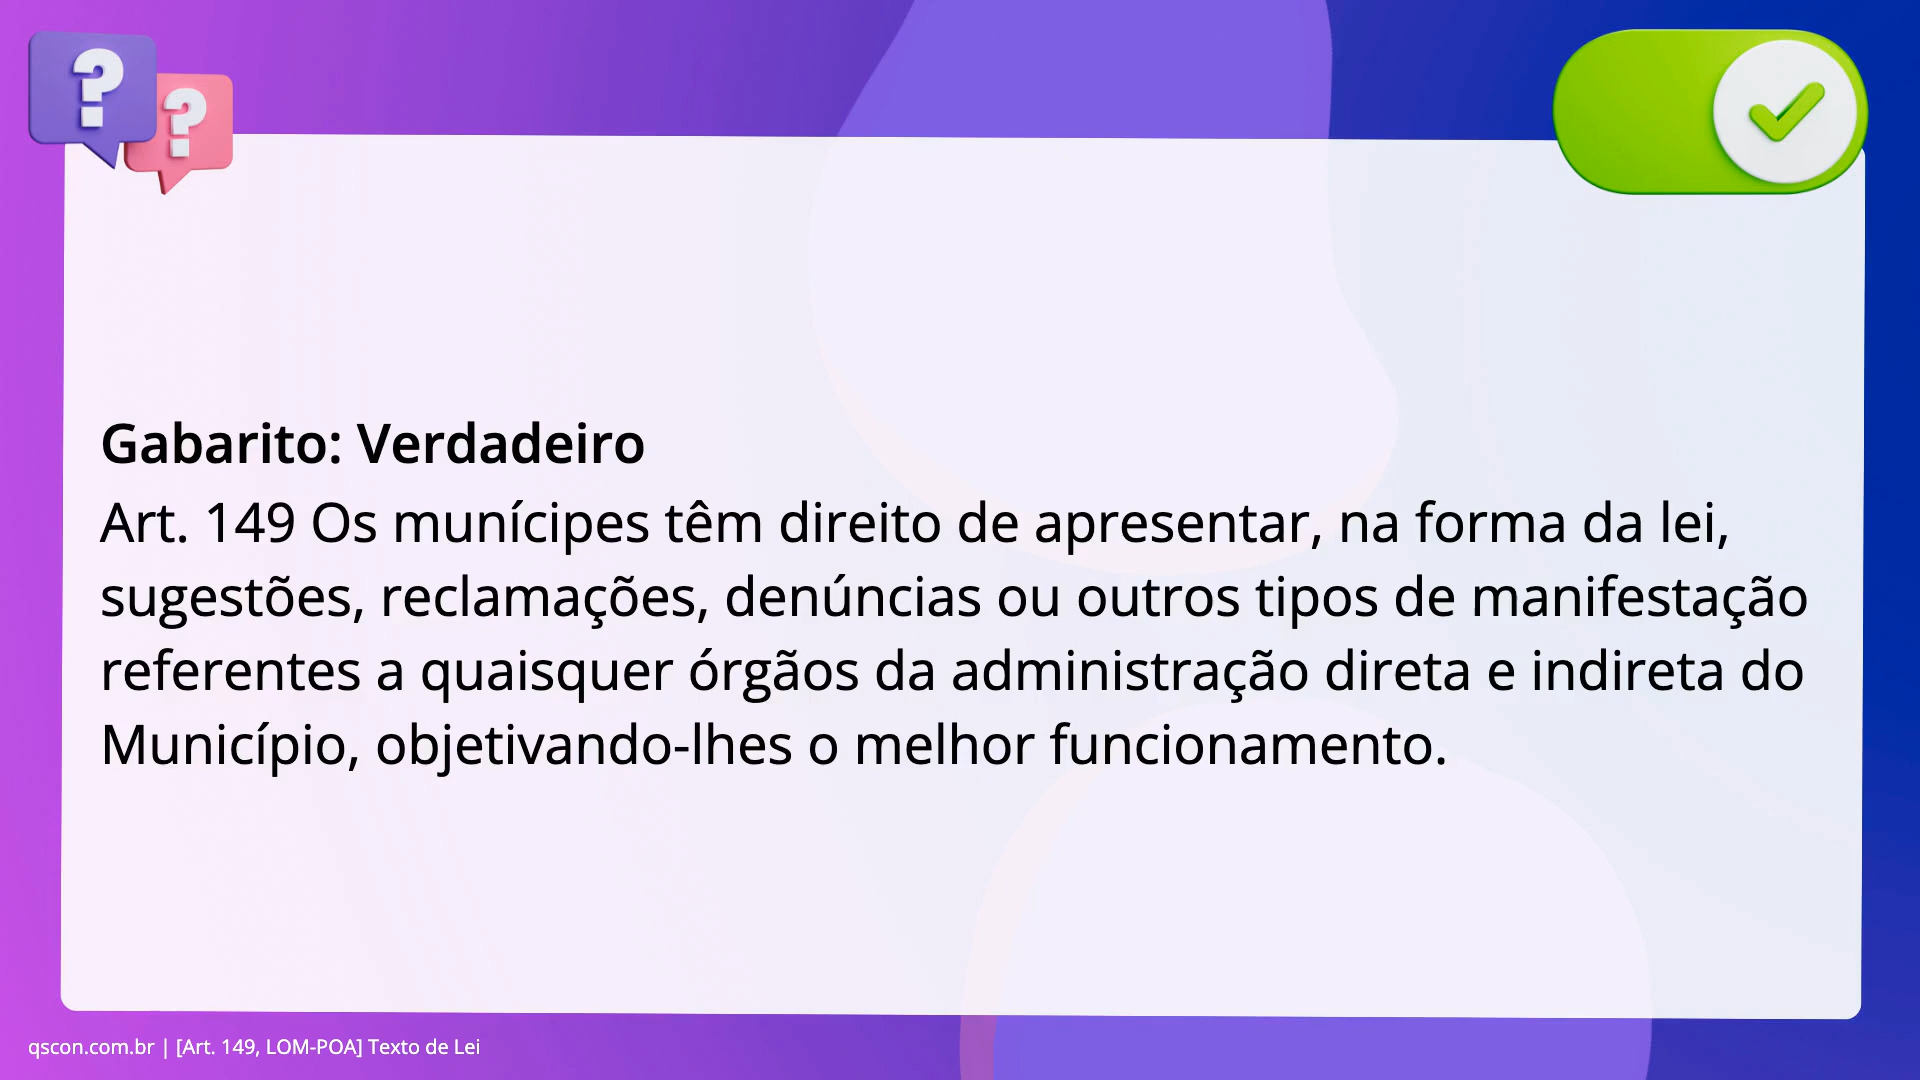 Gabarito: Verdadeiro
Art. 149 Os munícipes têm direito de apresentar, na forma da lei,
sugestões, reclamações, denúncias ou outros tipos de manifestação
referentes a quaisquer órgãos da administração direta e indireta do
Município, objetivando-lhes o melhor funcionamento.
qscon.com.br | [Art. 149, LOM-POA] Texto de Lei